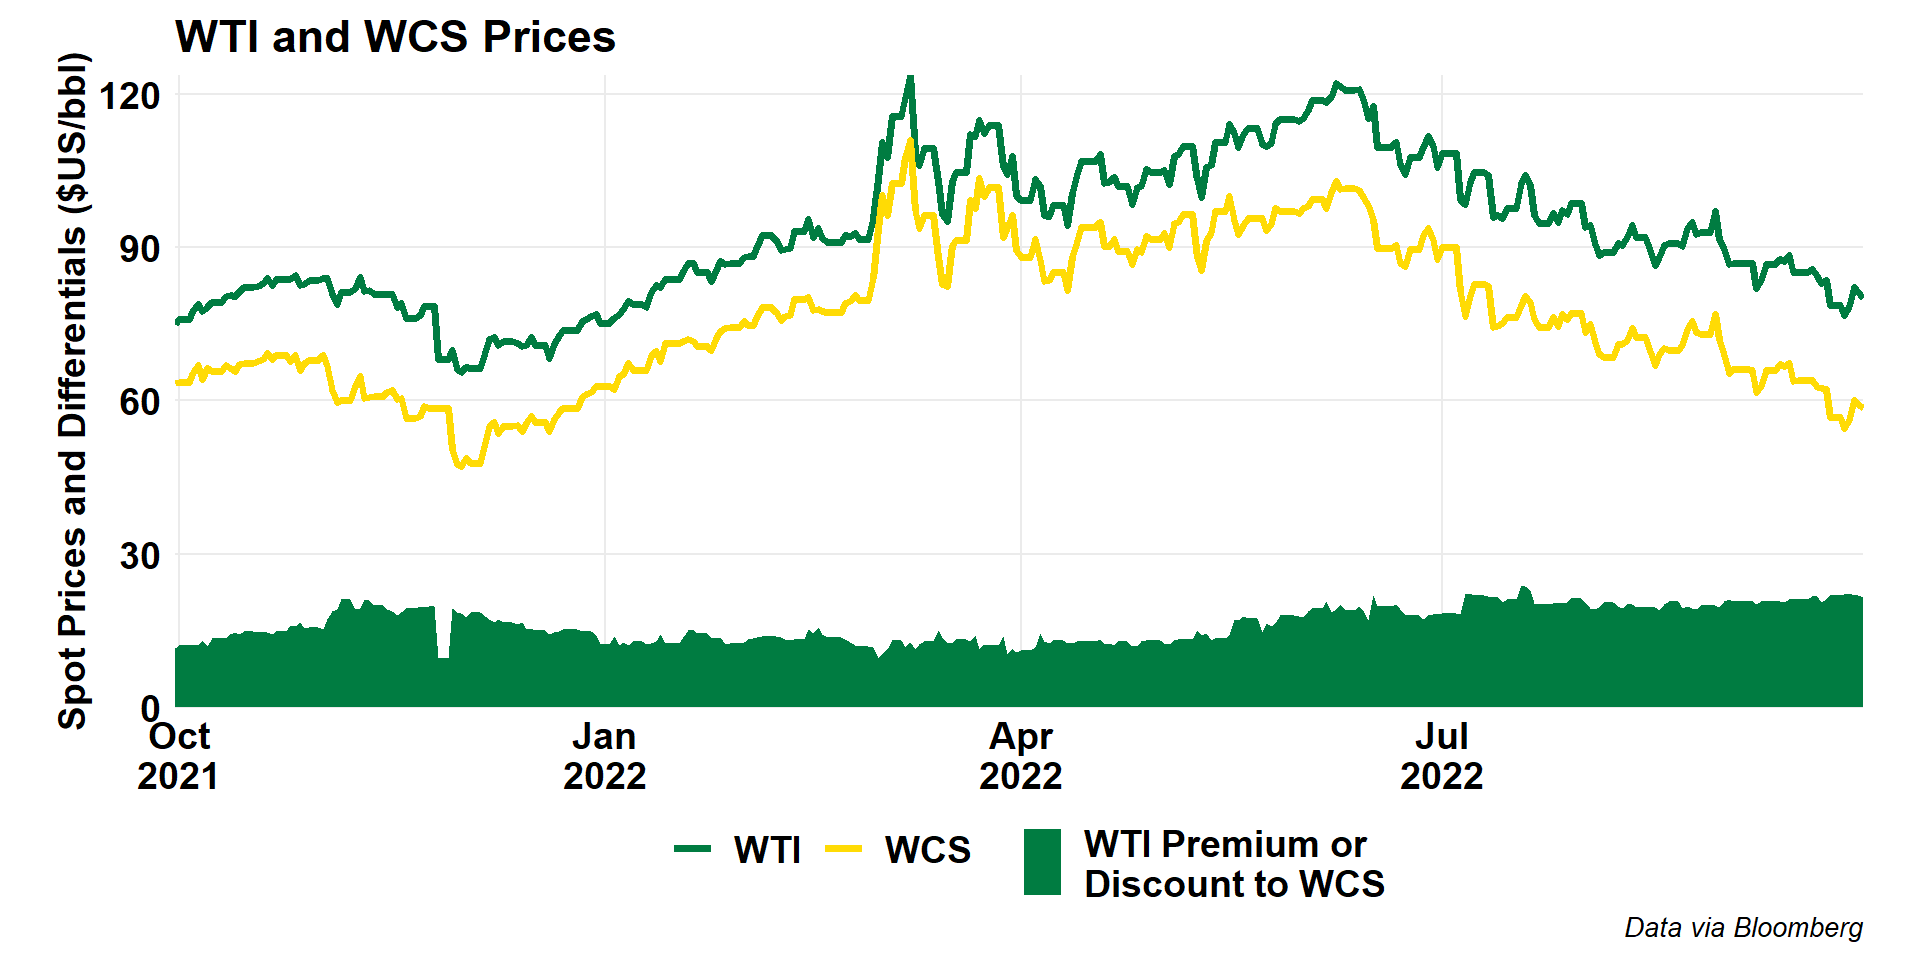 WTI and WCS Prices
Spot Prices and Differentials ($US/bbl)
120
90
60
30
0
Oct
2021
Jan
2022
Apr
2022
Jul
2022
WTI
WCS
WTI Premium or
Discount to WCS
Data via Bloomberg